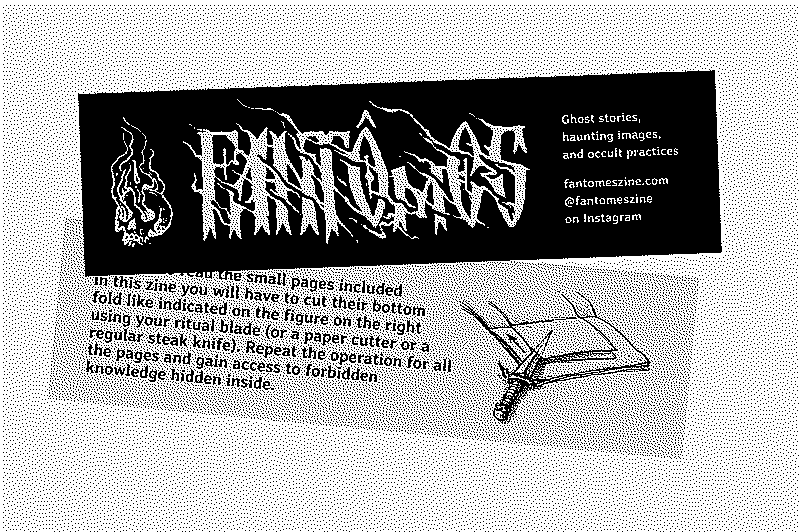 FANTÔMES
Ghost stories,
haunting images,
and occult practices
fantomeszine.com
@fantomeszine
on Instagram
read the small pages included
in this zine you will have to cut their bottom
fold like indicated on the figure on the right
using your ritual blade (or a paper cutter or a
regular steak knife). Repeat the operation for all
the pages and gain access to forbidden
knowledge hidden inside.